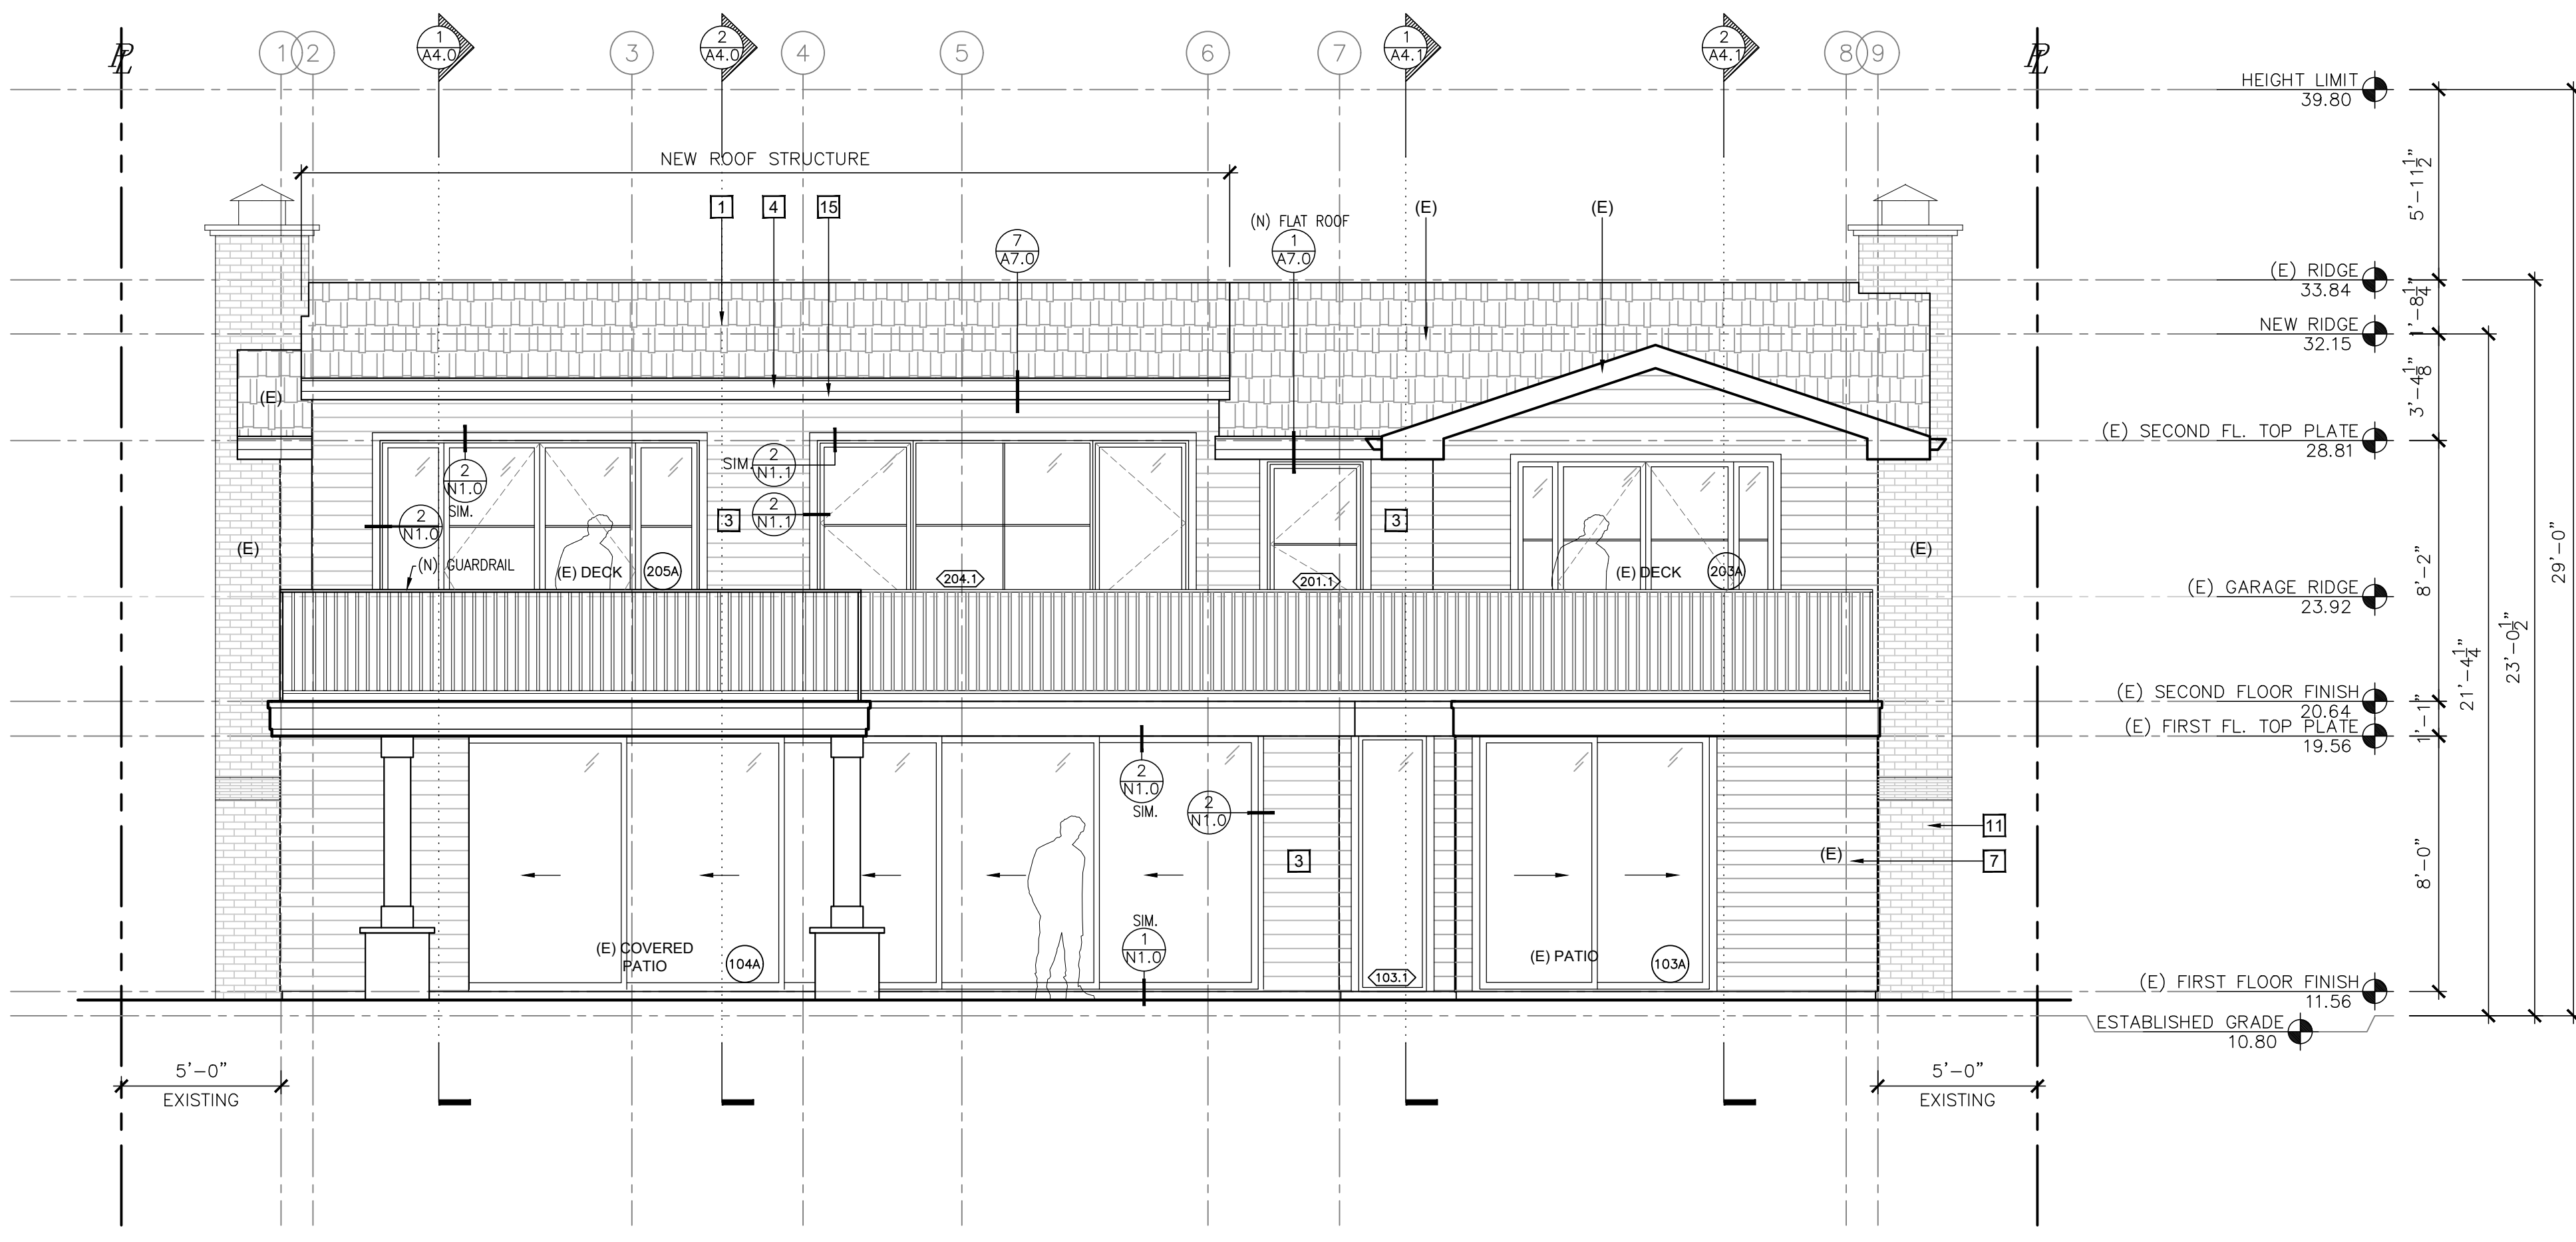 PL
1
2
1
A4.0
3
2
A4.0
4
5
6
7
1
A4.1
2
A4.1
8
9
PL
HEIGHT LIMIT
39.80
NEW ROOF STRUCTURE
5'-11 1/2"
1
4
15
(E)
(E)
(N) FLAT ROOF
7
A7.0
1
A7.0
(E) RIDGE
33.84
1'-8 1/4"
NEW RIDGE
32.15
3'-4 1/8"
(E)
(E) SECOND FL. TOP PLATE
28.81
SIM.
2
N1.1
2
N1.0
SIM.
2
N1.0
3
2
N1.1
3
(E)
(E)
(N) GUARDRAIL
(E) DECK
205A
204.1
201.1
(E) DECK
203A
8'-2"
29'-0"
(E) GARAGE RIDGE
23.92
23'-0 1/2"
21'-4 1/4"
(E) SECOND FLOOR FINISH
20.64
1'-1"
(E) FIRST FL. TOP PLATE
19.56
2
N1.0
SIM.
2
N1.0
11
3
(E)
7
8'-0"
SIM.
1
N1.0
(E) COVERED
PATIO
104A
103.1
(E) PATIO
103A
(E) FIRST FLOOR FINISH
11.56
ESTABLISHED GRADE
10.80
5'-0"
EXISTING
5'-0"
EXISTING